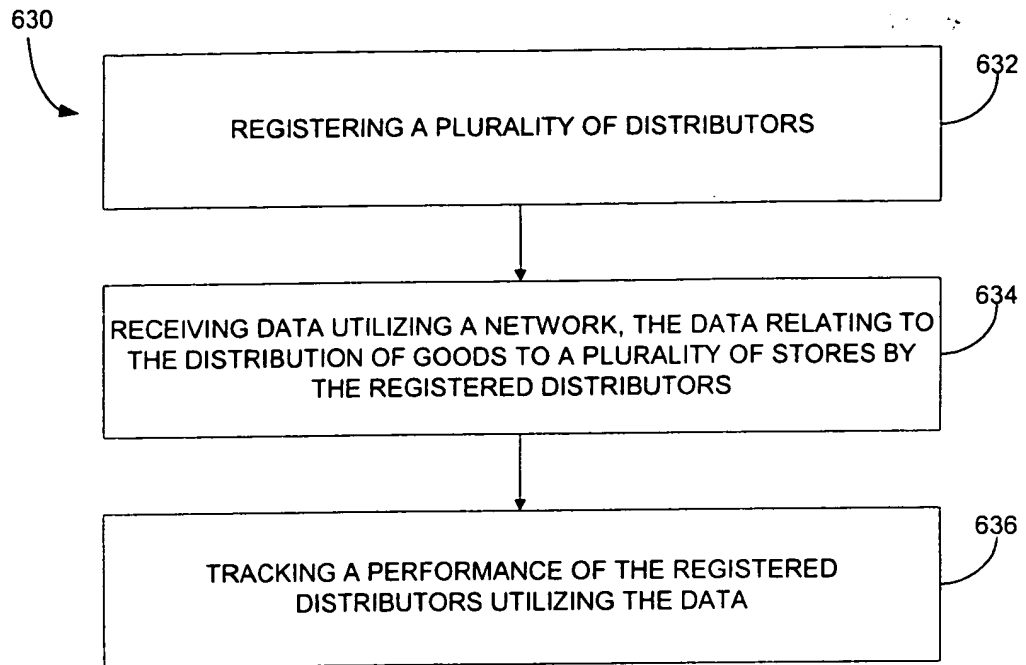 630
632
REGISTERING A PLURALITY OF DISTRIBUTORS
634
RECEIVING DATA UTILIZING A NETWORK, THE DATA RELATING TO
THE DISTRIBUTION OF GOODS TO A PLURALITY OF STORES BY
THE REGISTERED DISTRIBUTORS
636
TRACKING A PERFORMANCE OF THE REGISTERED
DISTRIBUTORS UTILIZING THE DATA